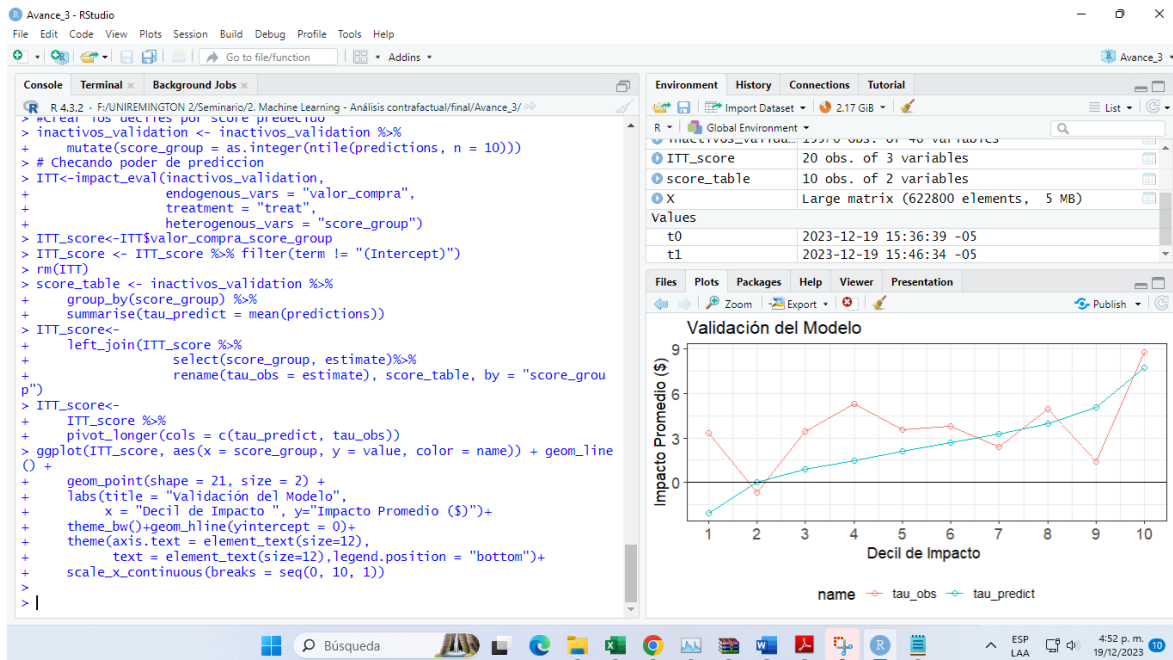 Avance_3 - RStudio
File Edit Code View Plots Session Build Debug Profile Tools Help
Go to file/function
Addins
Avance_3
Console Terminal Background Jobs
R 4.3.2 · F:/UNIREMINGTON 2/Seminario/2. Machine Learning - Análisis contrafactual/final/Avance_3/
> #Crear los deciles por score predecido
> inactivos_validation <- inactivos_validation %>%
+ mutate(score_group = as.integer(ntile(predictions, n = 10)))
> # Checando poder de prediccion
> ITT<-impact_eval(inactivos_validation,
+ endogenous_vars = "valor_compra",
+ treatment = "treat",
+ heterogenous_vars = "score_group")
> ITT_score<-ITT$valor_compra_score_group
> ITT_score <- ITT_score %>% filter(term != "(Intercept)")
> rm(ITT)
> score_table <- inactivos_validation %>%
+ group_by(score_group) %>%
+ summarise(tau_predict = mean(predictions))
> ITT_score<-
+ left_join(ITT_score %>%
+ select(score_group, estimate)%>%
+ rename(tau_obs = estimate), score_table, by = "score_grou
p")
> ITT_score<-
+ ITT_score %>%
+ pivot_longer(cols = c(tau_predict, tau_obs))
> ggplot(ITT_score, aes(x = score_group, y = value, color = name)) + geom_line
() +
+ geom_point(shape = 21, size = 2) +
+ labs(title = "Validación del Modelo",
+ x = "Decil de Impacto ", y="Impacto Promedio ($)")+
+ theme_bw()+geom_hline(yintercept = 0)+
+ theme(axis.text = element_text(size=12),
+ text = element_text(size=12),legend.position = "bottom")+
+ scale_x_continuous(breaks = seq(0, 10, 1))
>
>
Environment History Connections Tutorial
Import Dataset 2.17 GiB List
R Global Environment
ITT_score 20 obs. of 3 variables
score_table 10 obs. of 2 variables
X Large matrix (622800 elements, 5 MB)
Values
t0 2023-12-19 15:36:39 -05
t1 2023-12-19 15:46:34 -05
Files Plots Packages Help Viewer Presentation
Zoom Export Publish
Validación del Modelo
Impacto Promedio ($)
9
6
3
0
1 2 3 4 5 6 7 8 9 10
Decil de Impacto
name tau_obs tau_predict
Búsqueda
ESP
LAA
4:52 p. m.
19/12/2023
10